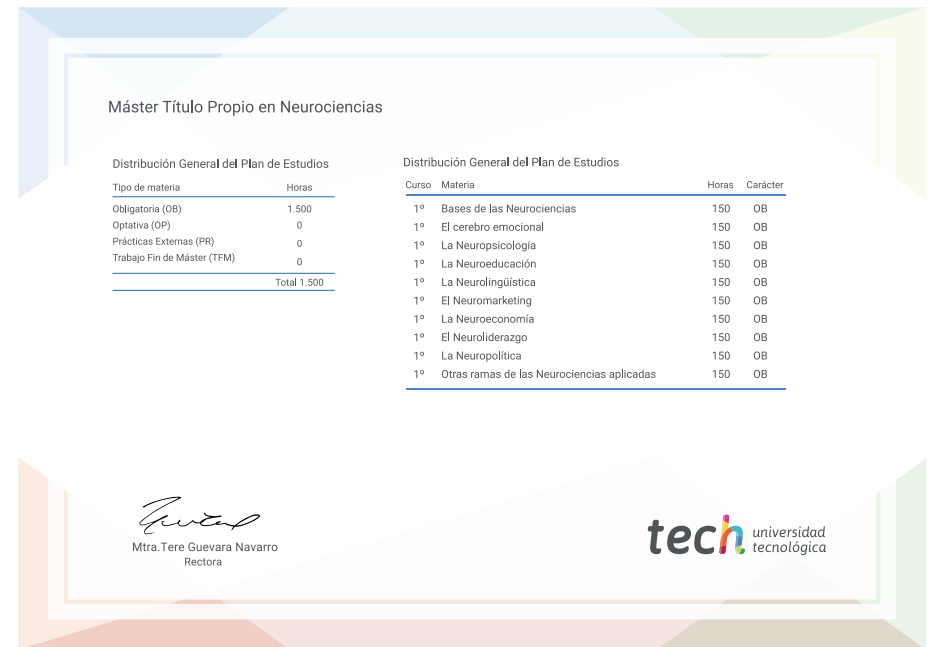 Máster Título Propio en Neurociencias
Distribución General del Plan de Estudios
Tipo de materia Horas
Obligatoria (OB) 1.500
Optativa (OP) 0
Prácticas Externas (PR) 0
Trabajo Fin de Máster (TFM) 0
Total 1.500
Distribución General del Plan de Estudios
Curso Materia Horas Carácter
1º Bases de las Neurociencias 150 OB
1º El cerebro emocional 150 OB
1º La Neuropsicología 150 OB
1º La Neuroeducación 150 OB
1º La Neurolingüística 150 OB
1º El Neuromarketing 150 OB
1º La Neuroeconomía 150 OB
1º El Neuroliderazgo 150 OB
1º La Neuropolítica 150 OB
1º Otras ramas de las Neurociencias aplicadas 150 OB
Mtra.Tere Guevara Navarro
Rectora
tech universidad
tecnológica